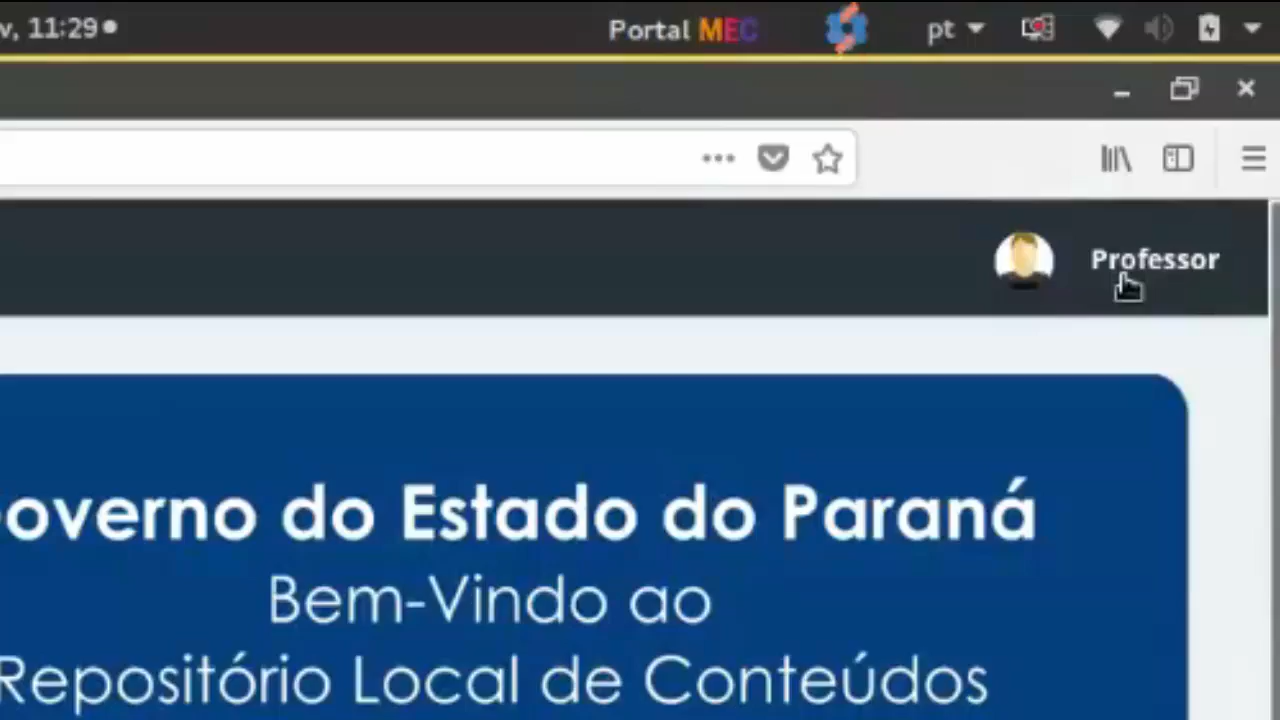 v, 11:29
Portal MEC
pt
Professor
overno do Estado do Paraná
Bem-Vindo ao
Repositório Local de Conteúdos